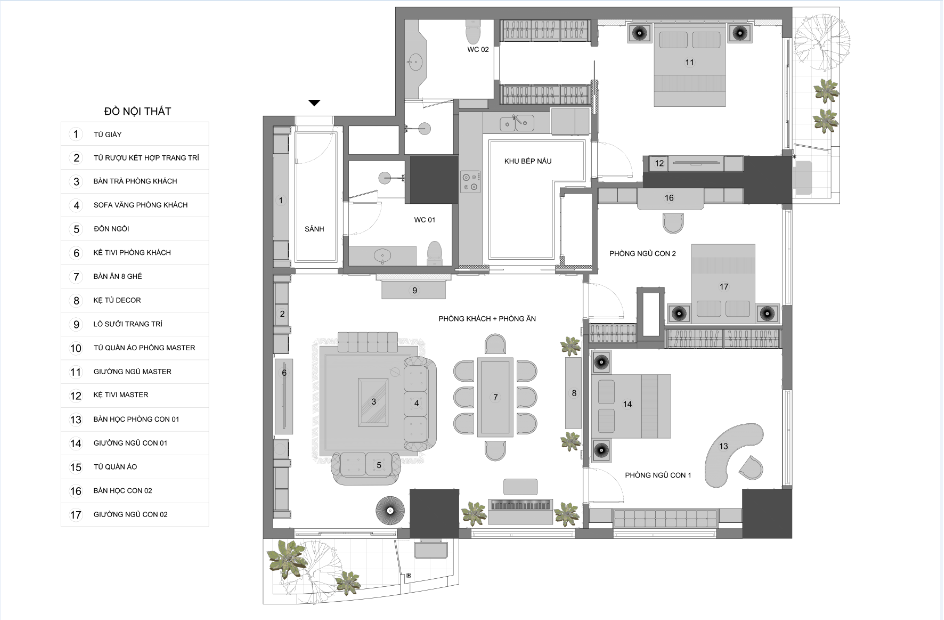 ĐỒ NỘI THẤT
1 TỦ GIÀY
2 TỦ RƯỢU KẾT HỢP TRANG TRÍ
3 BÀN TRÀ PHÒNG KHÁCH
4 SOFA VĂNG PHÒNG KHÁCH
5 ĐÔN NGỒI
6 KỆ TIVI PHÒNG KHÁCH
7 BÀN ĂN 8 GHẾ
8 KỆ TỦ DECOR
9 LÒ SƯỞI TRANG TRÍ
10 TỦ QUẦN ÁO PHÒNG MASTER
11 GIƯỜNG NGỦ MASTER
12 KỆ TIVI MASTER
13 BÀN HỌC PHÒNG CON 01
14 GIƯỜNG NGỦ CON 01
15 TỦ QUẦN ÁO
16 BÀN HỌC CON 02
17 GIƯỜNG NGỦ CON 02
WC 02
11
KHU BẾP NẤU
12
1
16
WC 01
SẢNH
PHÒNG NGỦ CON 2
17
9
2
PHÒNG KHÁCH + PHÒNG ĂN
6
3
4
7
8
14
5
13
PHÒNG NGỦ CON 1